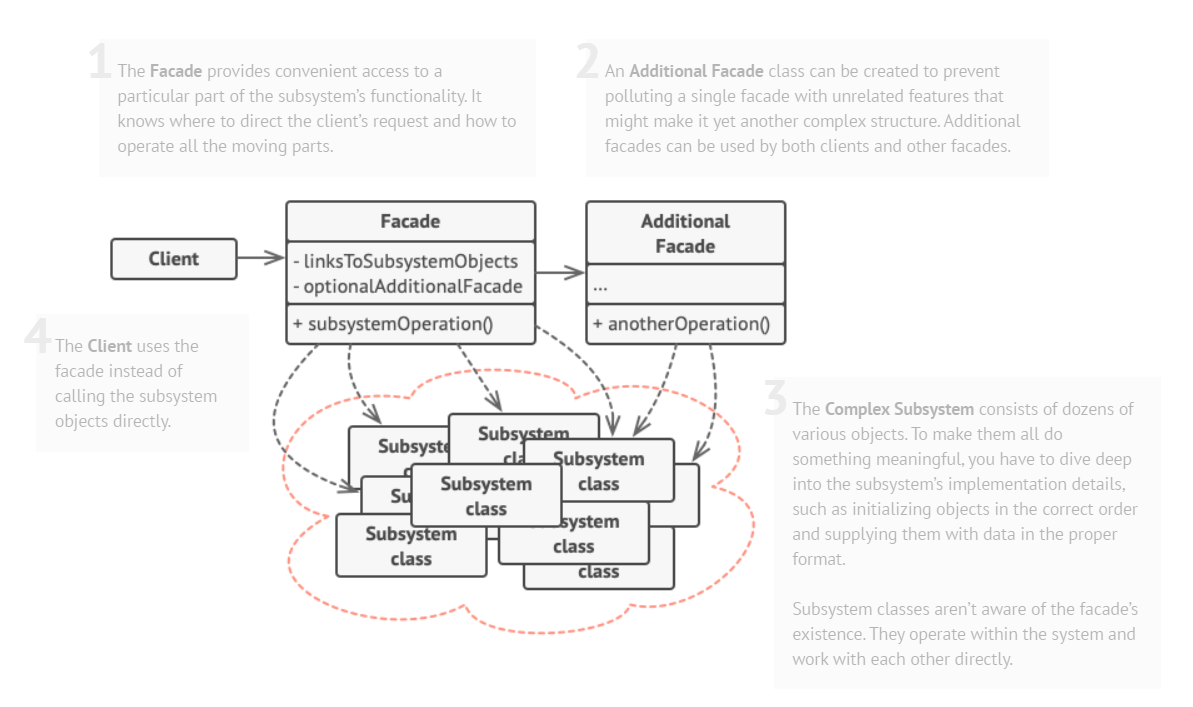 1
The Facade provides convenient access to a
particular part of the subsystem's functionality. It
knows where to direct the client's request and how to
operate all the moving parts.
2
An Additional Facade class can be created to prevent
polluting a single facade with unrelated features that
might make it yet another complex structure. Additional
facades can be used by both clients and other facades.
Client
Facade
- linksToSubsystemObjects
- optionalAdditionalFacade
+ subsystemOperation()
Additional
Facade
...
+ anotherOperation()
4
The Client uses the
facade instead of
calling the subsystem
objects directly.
3
The Complex Subsystem consists of dozens of
various objects. To make them all do
something meaningful, you have to dive deep
into the subsystem's implementation details,
such as initializing objects in the correct order
and supplying them with data in the proper
format.
Subsystem classes aren't aware of the facade's
existence. They operate within the system and
work with each other directly.
Subsystem
Subsystem
class
Subsystem
class
Subsystem
class
class
class